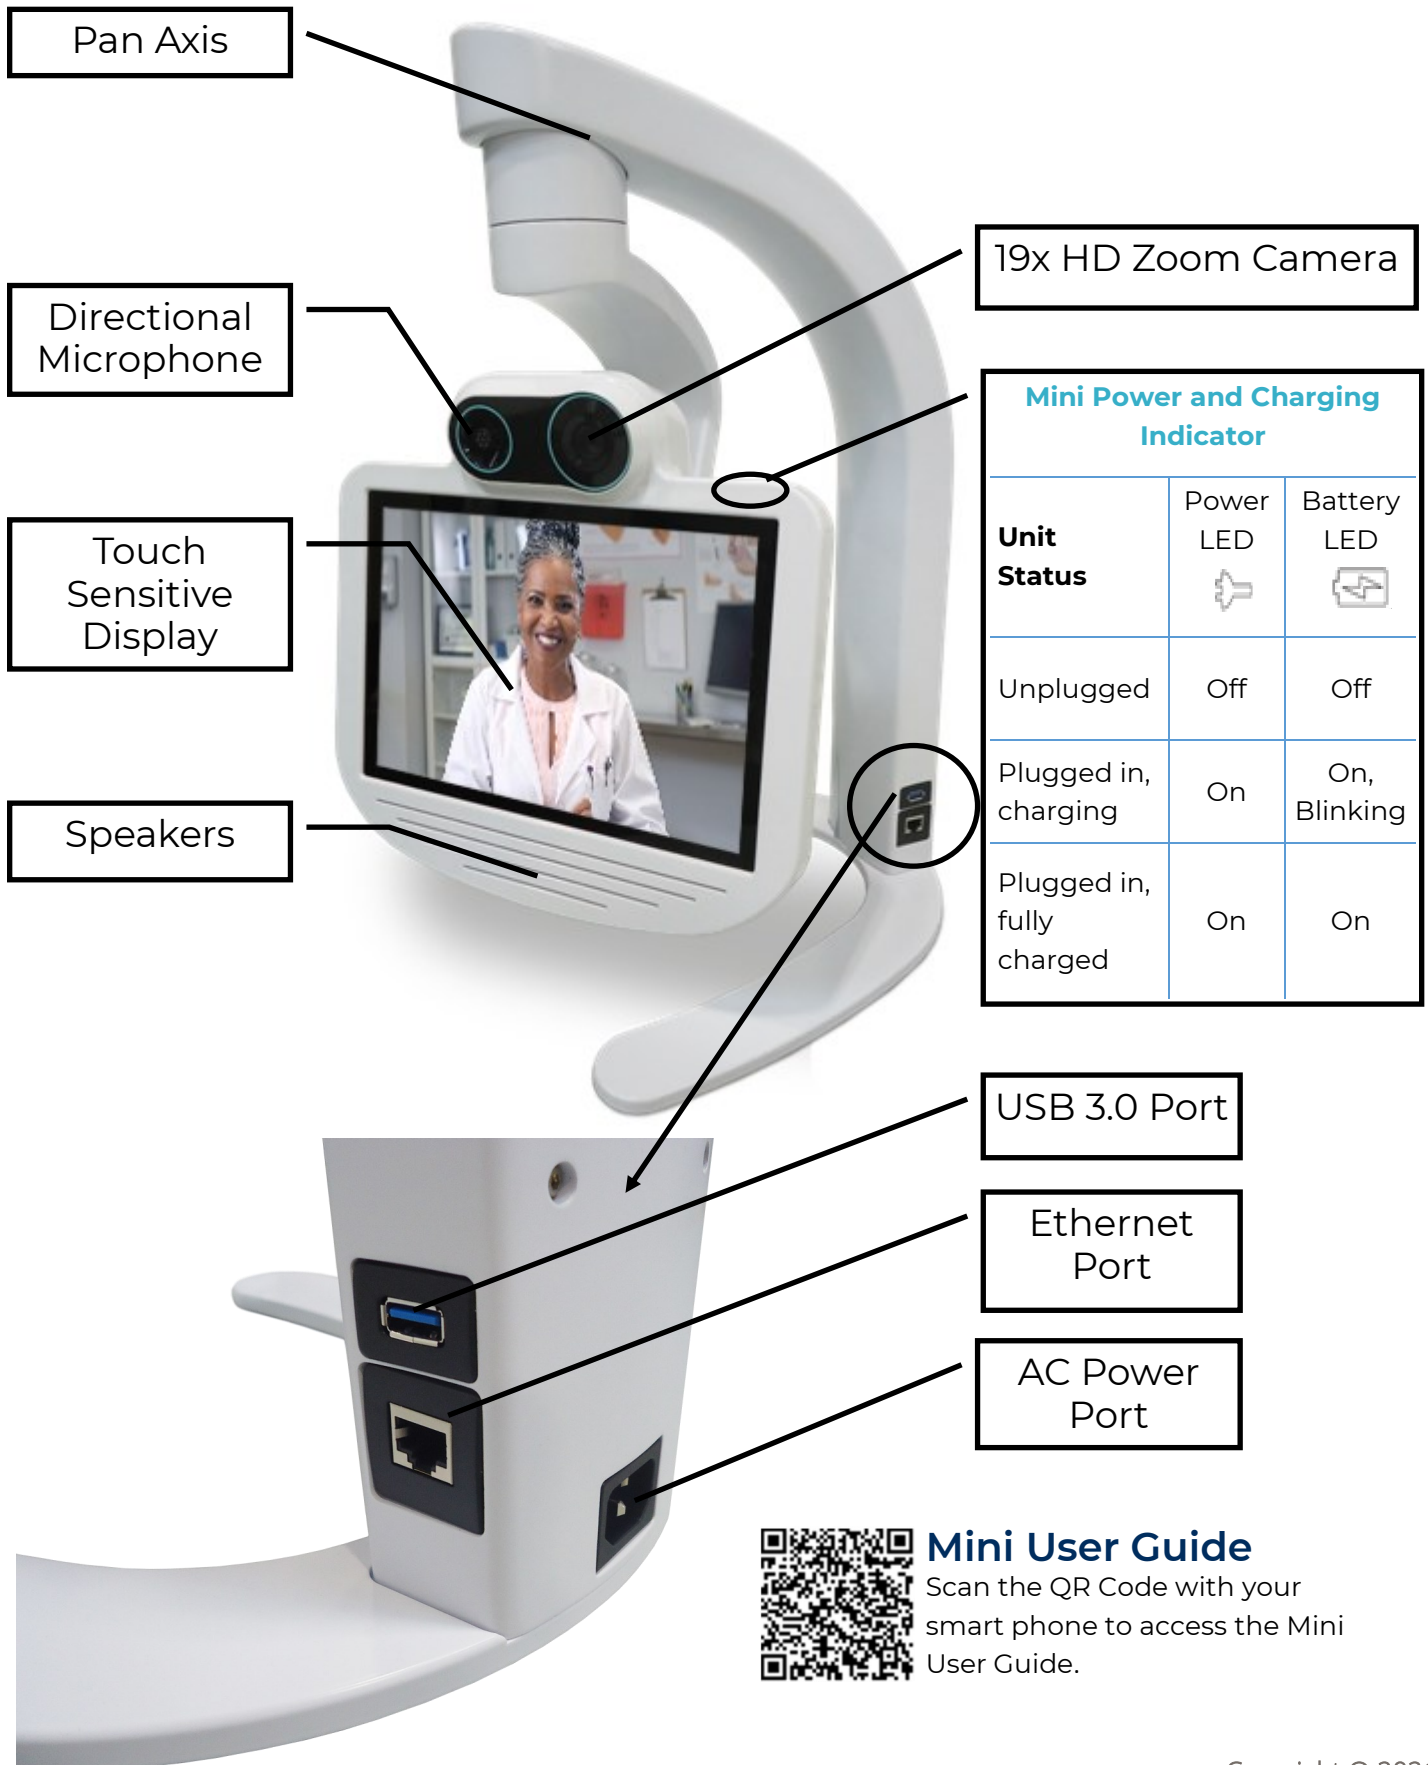 Pan Axis
19x HD Zoom Camera
Directional
Microphone
Mini Power and Charging
Indicator
Unit
Status
Power
LED
Battery
LED
Touch
Sensitive
Display
Unplugged
Off
Off
Plugged in,
charging
On
On,
Blinking
Speakers
Plugged in,
fully
charged
On
On
USB 3.0 Port
Ethernet
Port
AC Power
Port
Mini User Guide
Scan the QR Code with your
smart phone to access the Mini
User Guide.